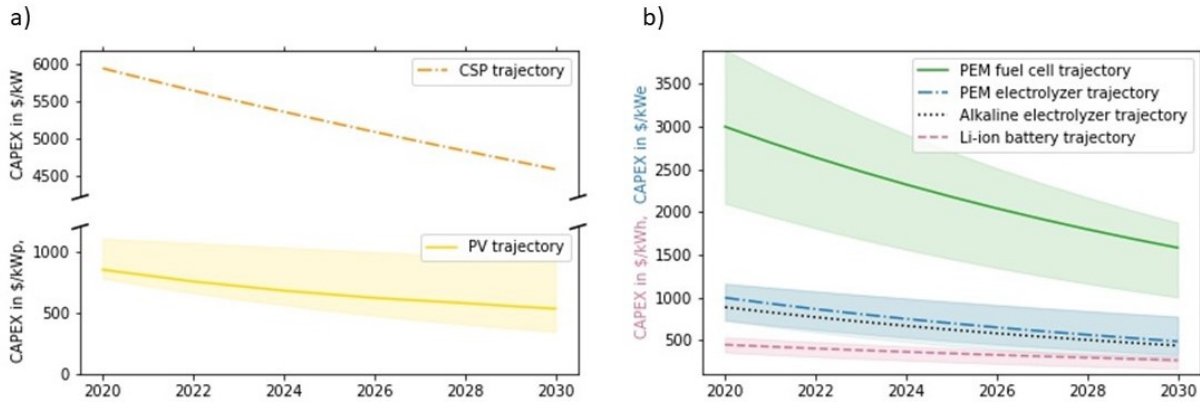 a)
CAPEX in $/kW
6000
5500
5000
4500
CSP trajectory
CAPEX in $/kWp,
1000
500
0
PV trajectory
2020 2022 2024 2026 2028 2030
b)
CAPEX in $/kWh, CAPEX in $/kWe
3500
3000
2500
2000
1500
1000
500
PEM fuel cell trajectory
PEM electrolyzer trajectory
Alkaline electrolyzer trajectory
Li-ion battery trajectory
2020 2022 2024 2026 2028 2030